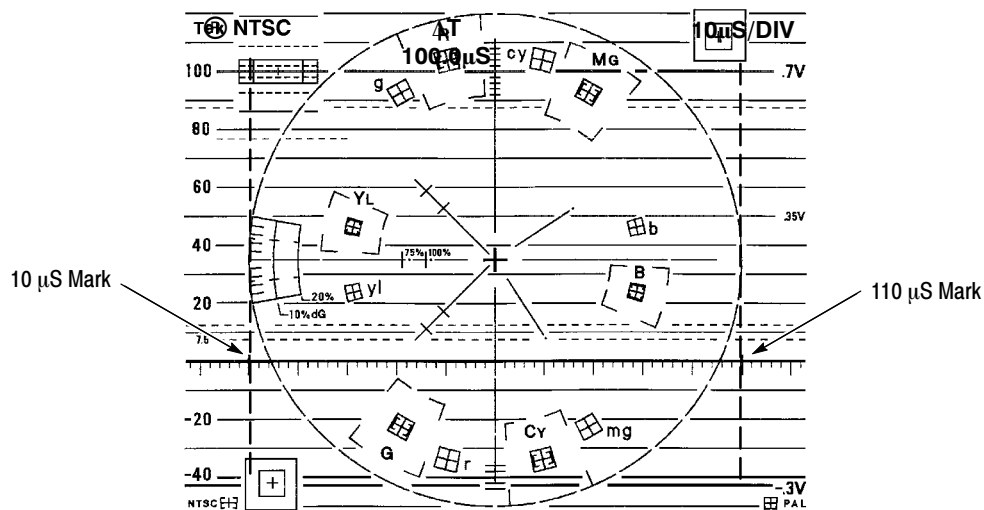 Tek NTSC ΔT 10µS/DIV
100.0µS
R cy MG
100 .7V
g
80
60
YL
.35V
b
40
75% 100%
B
10 µS Mark
yl
110 µS Mark
20
20%
10% dG
7.5
-20
G CY mg
r
-40
-.3V
NTSC PAL